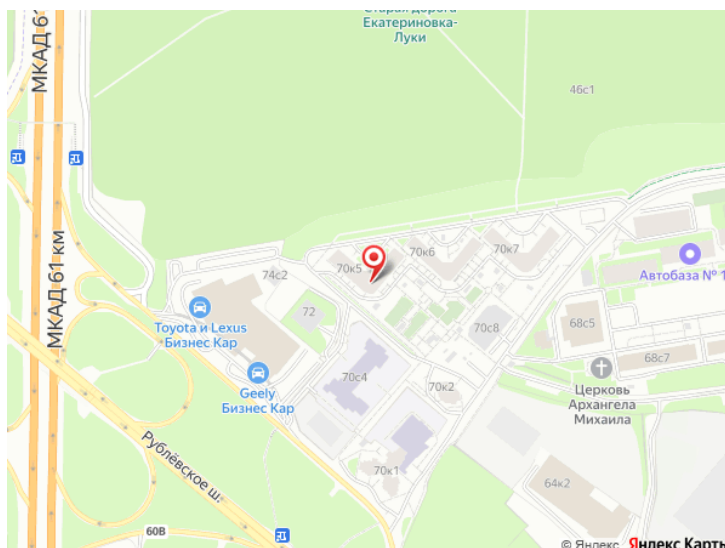 Старая дорога
Екатериновка-
Луки
МКАД 61
46с1
МКАД 61 км
74с2
70к5
70к6
70к7
Автобаза № 1
72
Toyota и Lexus
Бизнес Кар
70с8
68с5
68с7
Церковь
Архангела
Михаила
Geely
Бизнес Кар
70с4
70к2
Рублёвское ш.
70к1
64к2
60В
© Яндекс Яндекс Карты